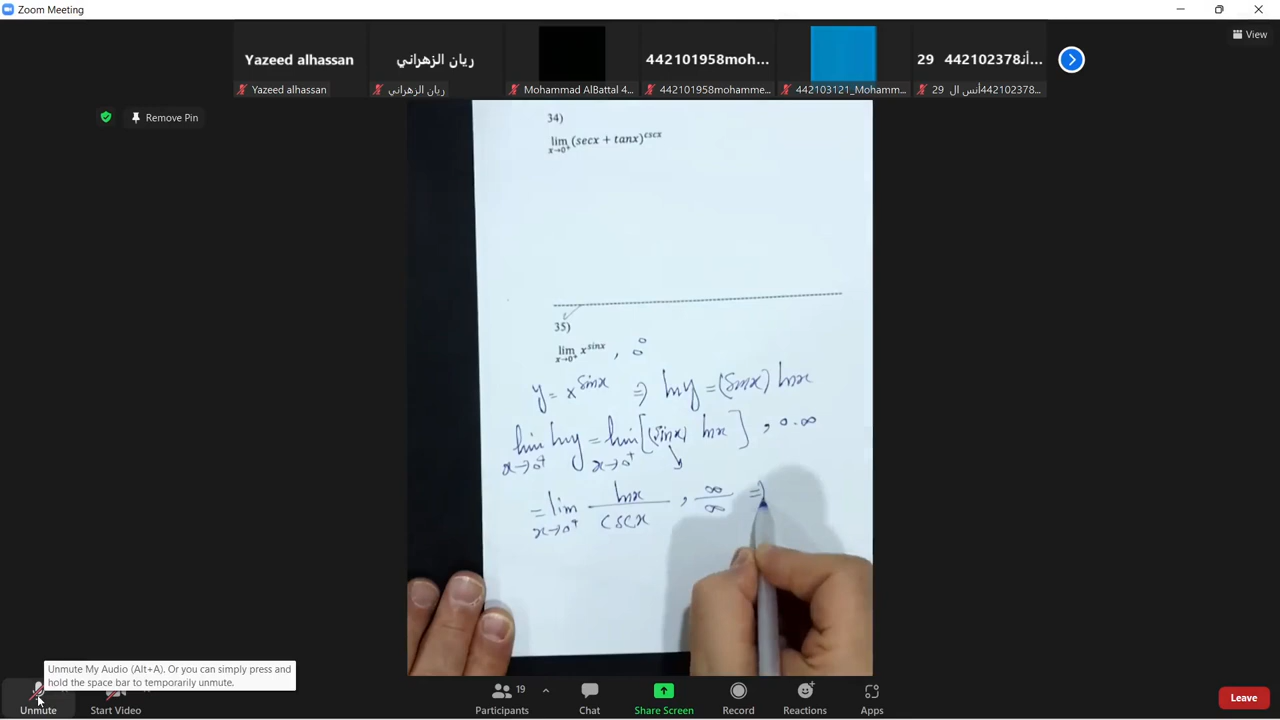 Zoom Meeting
View
Yazeed alhassan
ريان الزهراني
442101958moh...
29 442102378أنـ...
Yazeed alhassan
ريان الزهراني
Mohammad AlBattal 4...
442101958mohamme...
442103121_Mohamm...
29 442102378أنس ال...
Remove Pin
34)
lim x→0⁺ (secx + tanx)^cscx
35)
lim x→0⁺ x^sinx , 0⁰
y = x^sinx ⇒ lny = (sinx) lnx
lim x→0⁺ lny = lim x→0⁺ [(sinx) lnx] , 0·∞
= lim x→0⁺ lnx / cscx , ∞/∞ ⇒
Unmute My Audio (Alt+A). Or you can simply press and
hold the space bar to temporarily unmute.
Unmute
Start Video
19
Participants
Chat
Share Screen
Record
Reactions
Apps
Leave